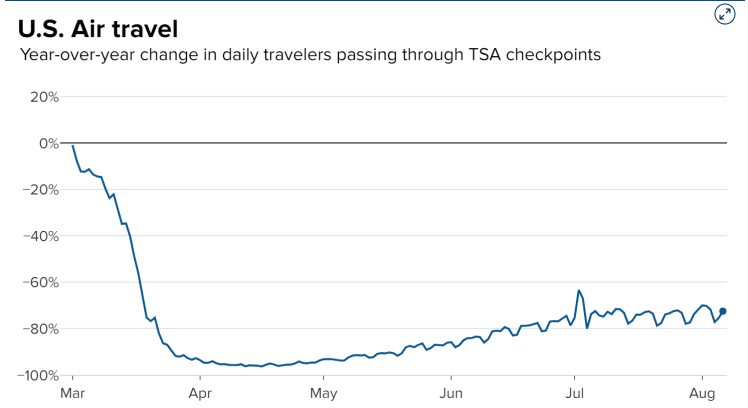 U.S. Air travel
Year-over-year change in daily travelers passing through TSA checkpoints
20%
0%
−20%
−40%
−60%
−80%
−100%
Mar Apr May Jun Jul Aug